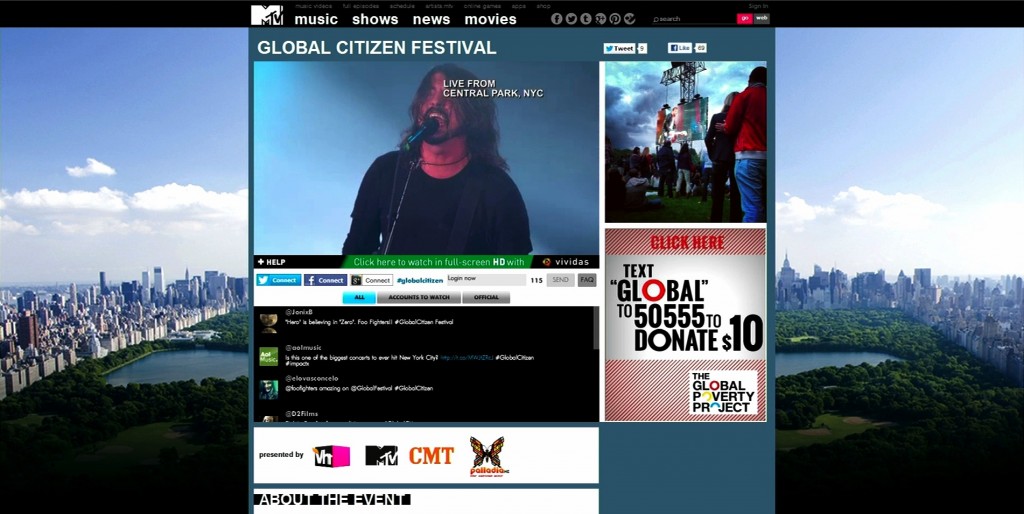 music videos full episodes schedule artists.mtv online games apps shop
Sign In
MTV
music shows news movies
search go web
GLOBAL CITIZEN FESTIVAL
Tweet 5
Like 49
LIVE FROM
CENTRAL PARK, NYC
+ HELP
Click here to watch in full-screen HD with vividas
Connect Connect Connect #globalcitizen Login now 115 SEND FAQ
ALL ACCOUNTS TO WATCH OFFICIAL
@JonixB
"Hero" is believing in "Zero". Foo Fighters!! #GlobalCitizen Festival
Aol Music.
@aolmusic
Is this one of the biggest concerts to ever hit New York City? #GlobalCitizen
#impactx
@elovasconcelo
@foofighters amazing on @GlobalFestival #GlobalCitizen
@D2Films
CLICK HERE
TEXT
"GLOBAL"
TO 50555 TO
DONATE $10
THE
GLOBAL
POVERTY
PROJECT
presented by VH1 MTV CMT palladia
ABOUT THE EVENT